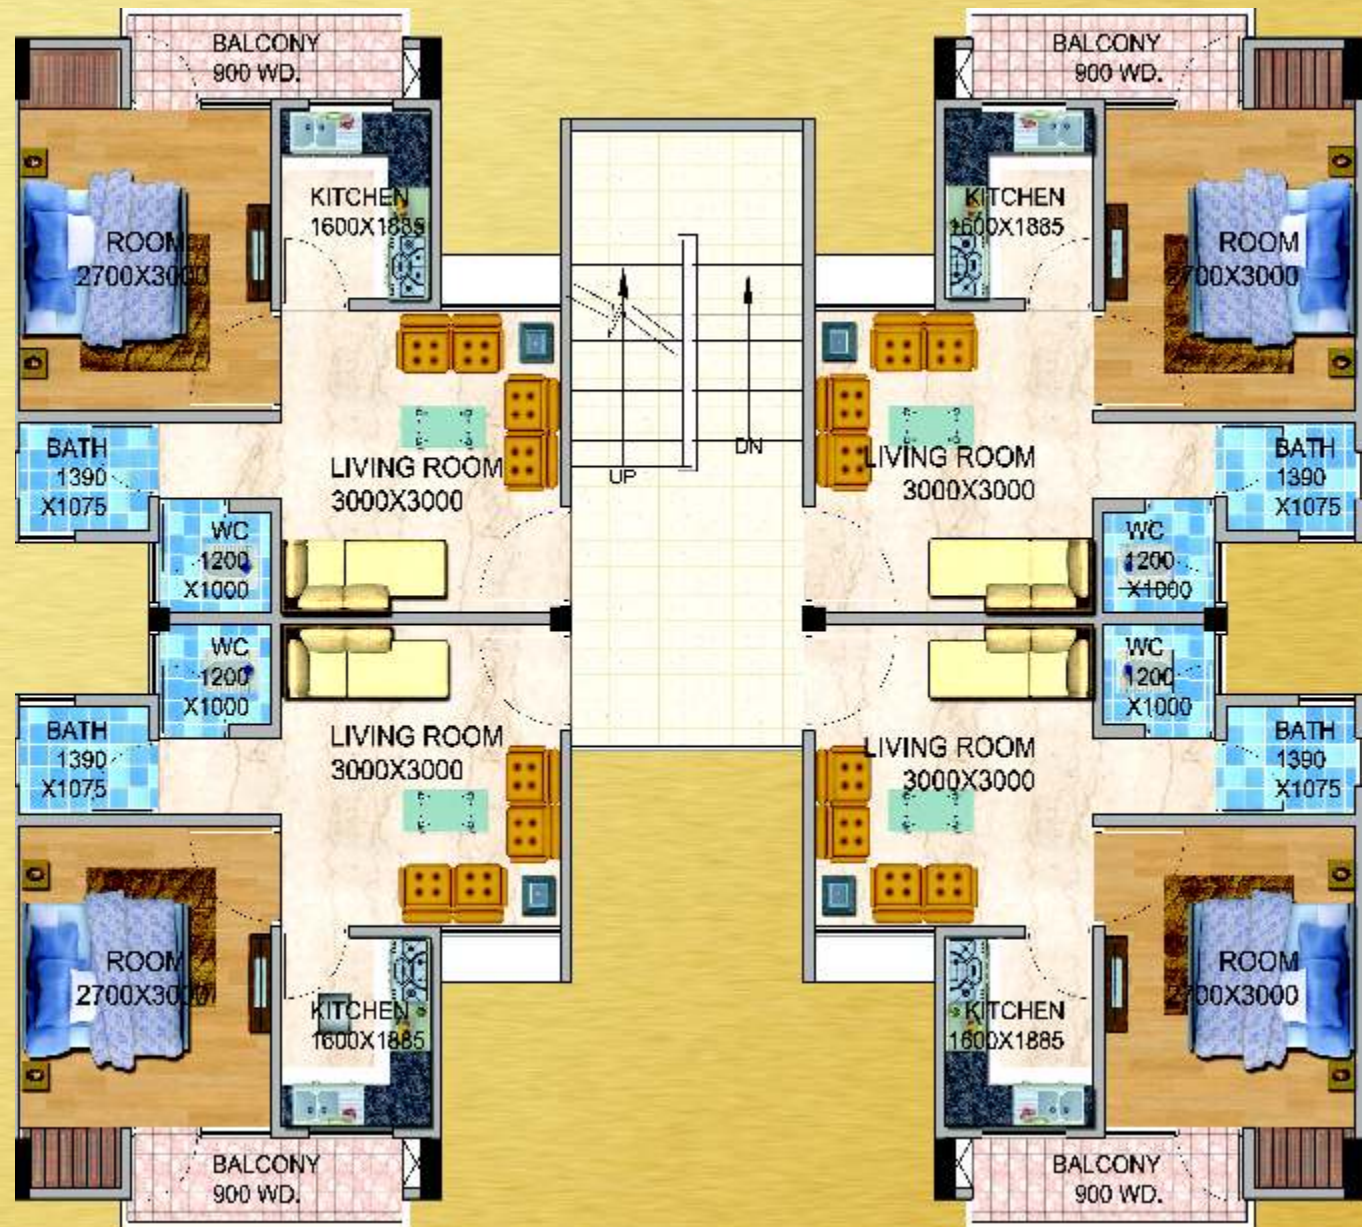 BALCONY
900 WD.
BALCONY
900 WD.
KITCHEN
1600X1885
KITCHEN
1600X1885
ROOM
2700X3000
ROOM
2700X3000
BATH
1390
X1075
LIVING ROOM
3000X3000
UP
DN
LIVING ROOM
3000X3000
BATH
1390
X1075
WC
1200
X1000
WC
1200
X1000
WC
1200
X1000
WC
1200
X1000
BATH
1390
X1075
LIVING ROOM
3000X3000
LIVING ROOM
3000X3000
BATH
1390
X1075
ROOM
2700X3000
ROOM
2700X3000
KITCHEN
1600X1885
KITCHEN
1600X1885
BALCONY
900 WD.
BALCONY
900 WD.